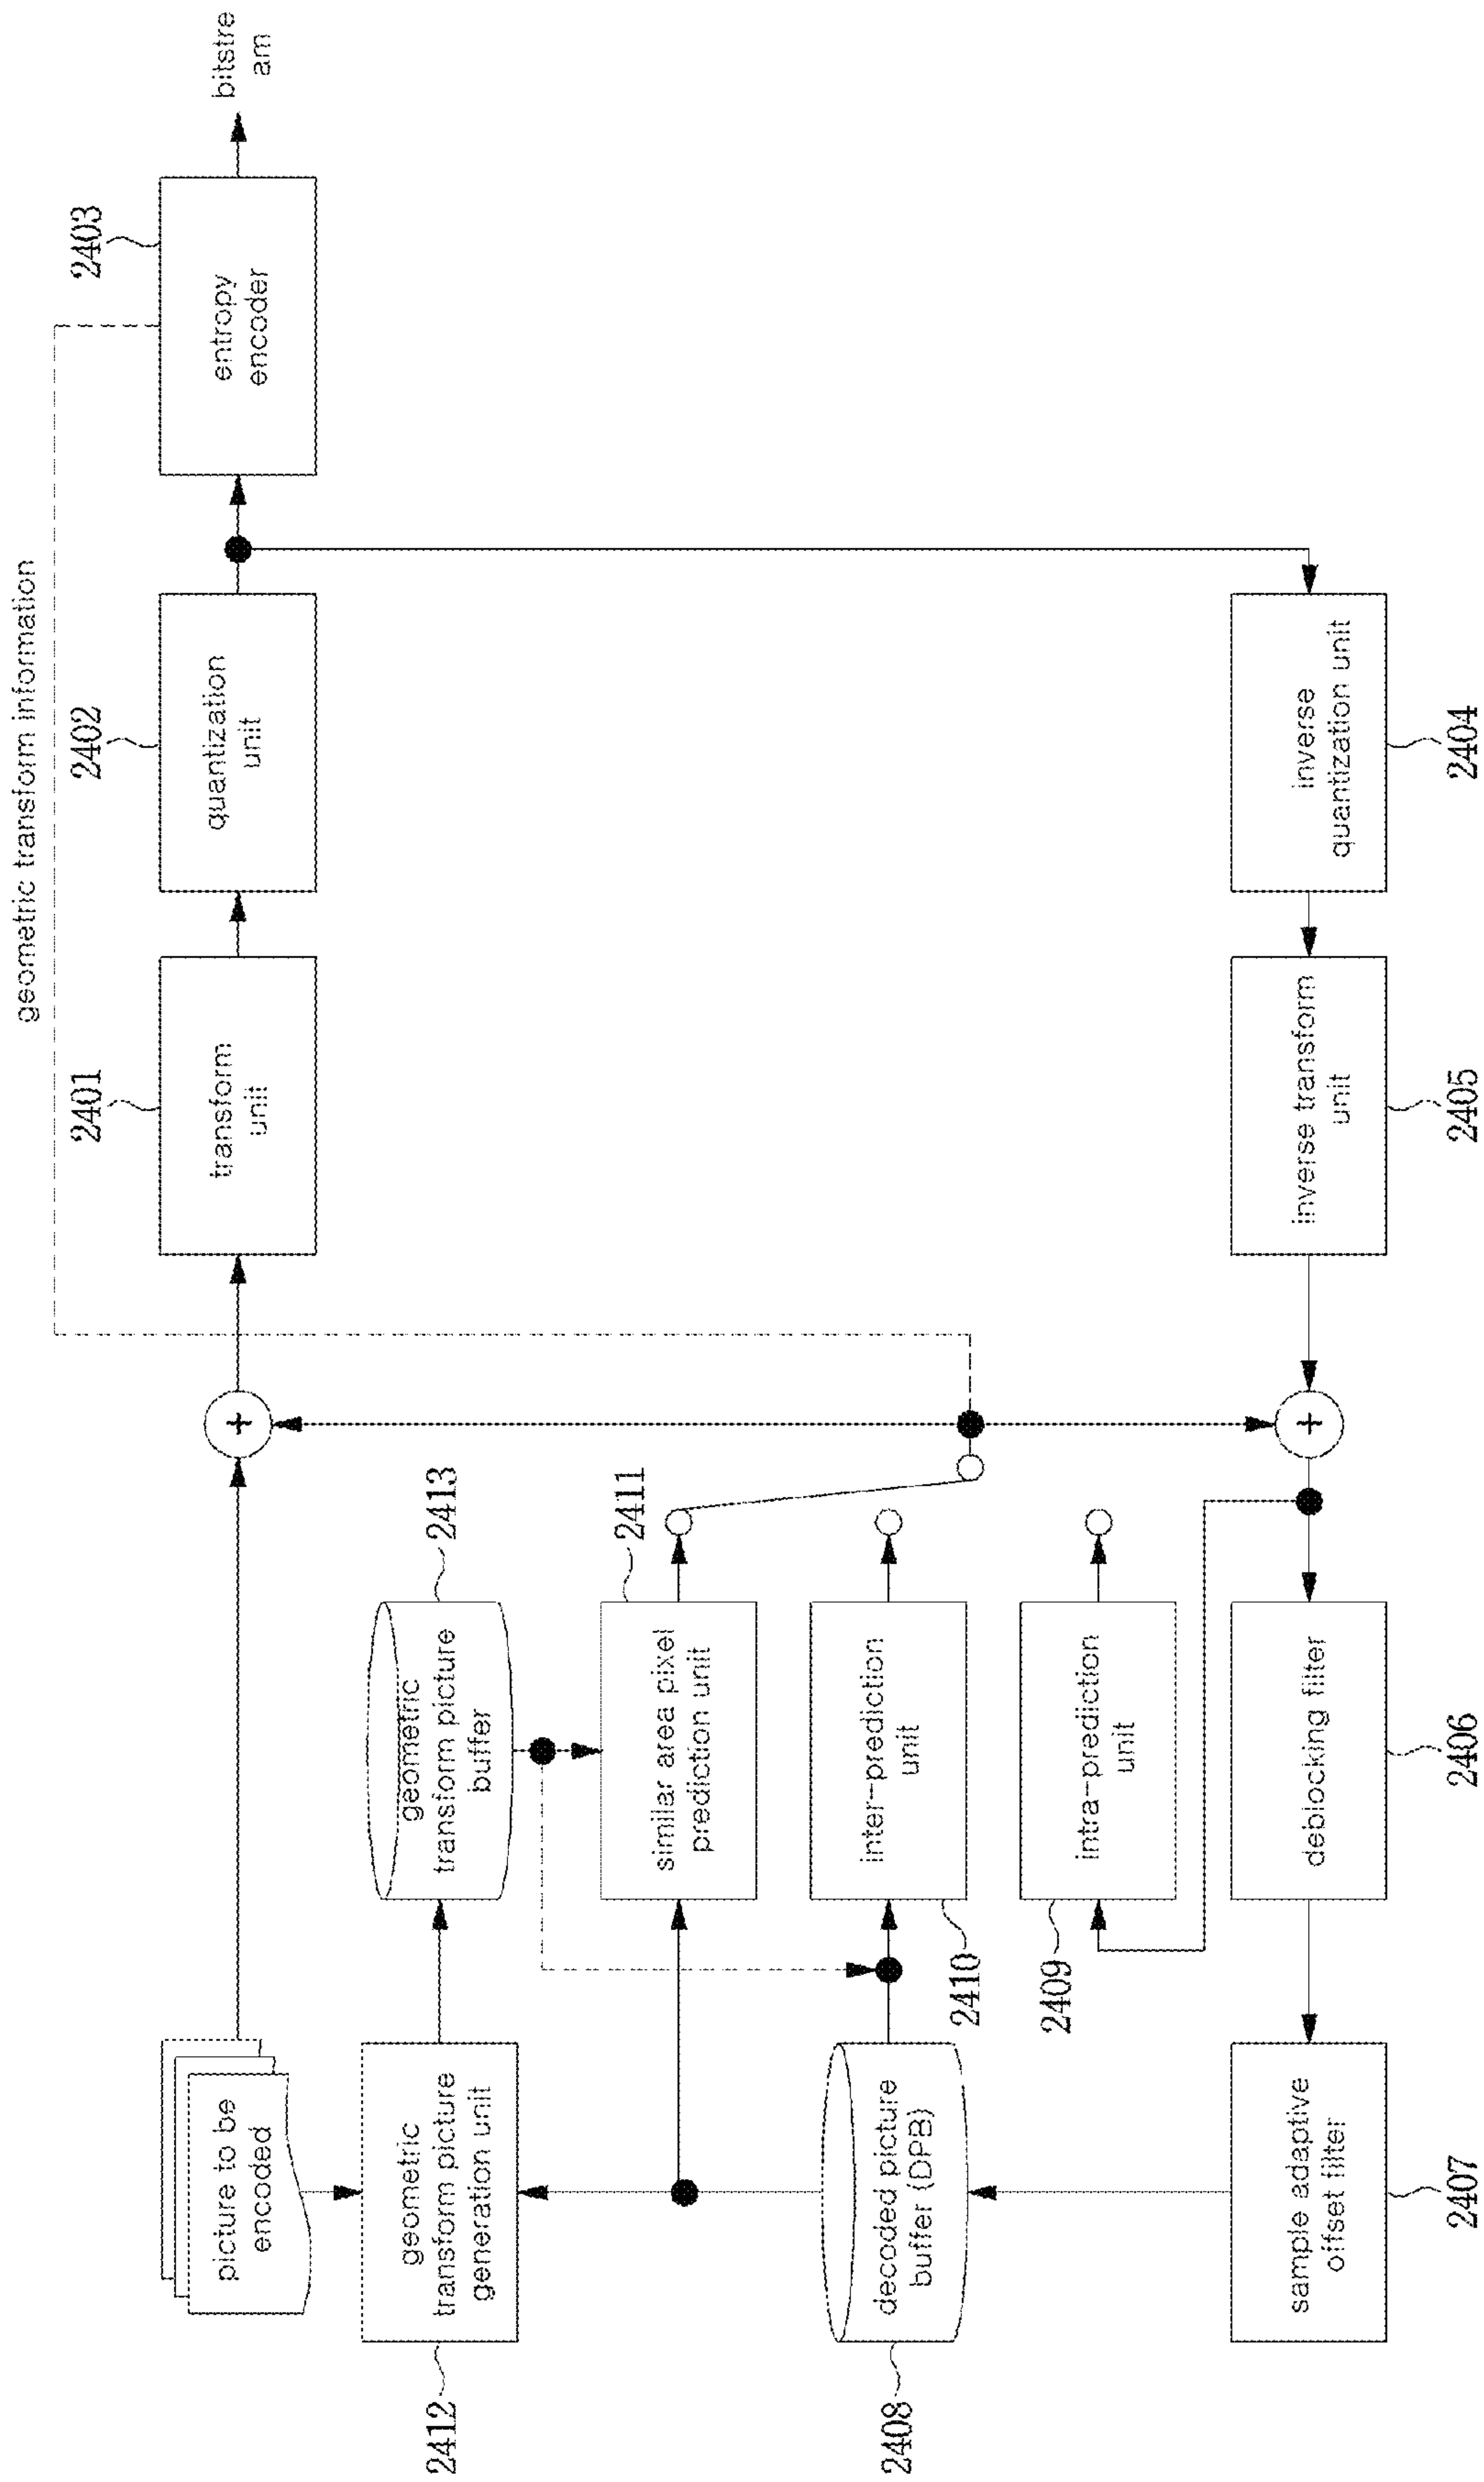 geometric transform information
bitstre
am
2401
transform
unit
2402
quantization
unit
2403
entropy
encoder
picture to be
encoded
2413
geometric
transform picture
buffer
geometric
transform picture
generation unit
2412
2411
similar area pixel
prediction unit
decoded picture
buffer (DPB)
2408
inter-prediction
unit
2410
intra-prediction
unit
2409
sample adaptive
offset filter
2407
deblocking filter
2406
inverse transform
unit
2405
inverse
quantization unit
2404
+
+